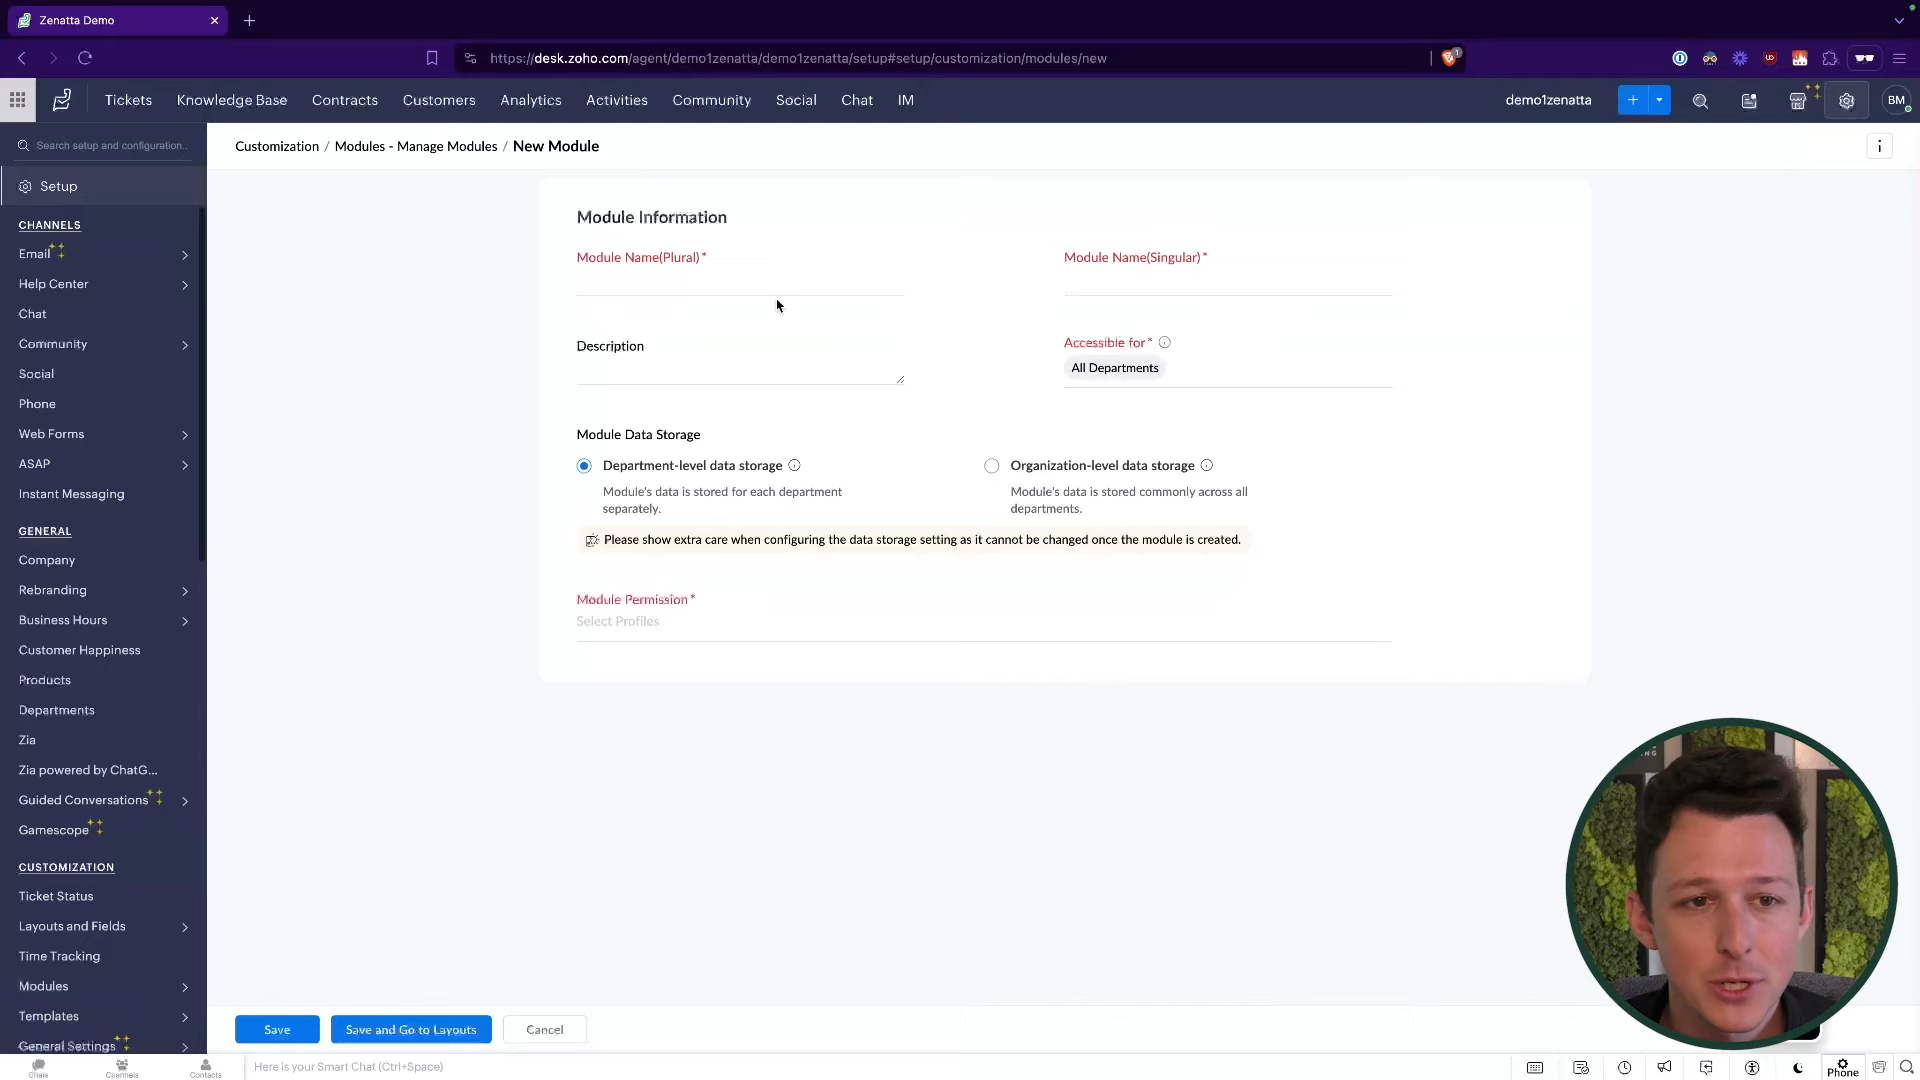 Zenatta Demo
https://desk.zoho.com/agent/demo1zenatta/demo1zenatta/setup#setup/customization/modules/new
1
Tickets
Knowledge Base
Contracts
Customers
Analytics
Activities
Community
Social
Chat
IM
demo1zenatta
BM
Search setup and configuration..
Customization / Modules - Manage Modules / New Module
Setup
CHANNELS
Email
Help Center
Chat
Community
Social
Phone
Web Forms
ASAP
Instant Messaging
GENERAL
Company
Rebranding
Business Hours
Customer Happiness
Products
Departments
Zia
Zia powered by ChatG...
Guided Conversations
Gamescope
CUSTOMIZATION
Ticket Status
Layouts and Fields
Time Tracking
Modules
Templates
General Settings
Module Information
Module Name(Plural) *
Module Name(Singular) *
Description
Accessible for *
All Departments
Module Data Storage
Department-level data storage
Module's data is stored for each department
separately.
Organization-level data storage
Module's data is stored commonly across all
departments.
Please show extra care when configuring the data storage setting as it cannot be changed once the module is created.
Module Permission *
Select Profiles
Save
Save and Go to Layouts
Cancel
Chats
Channels
Contacts
Here is your Smart Chat (Ctrl+Space)
Phone